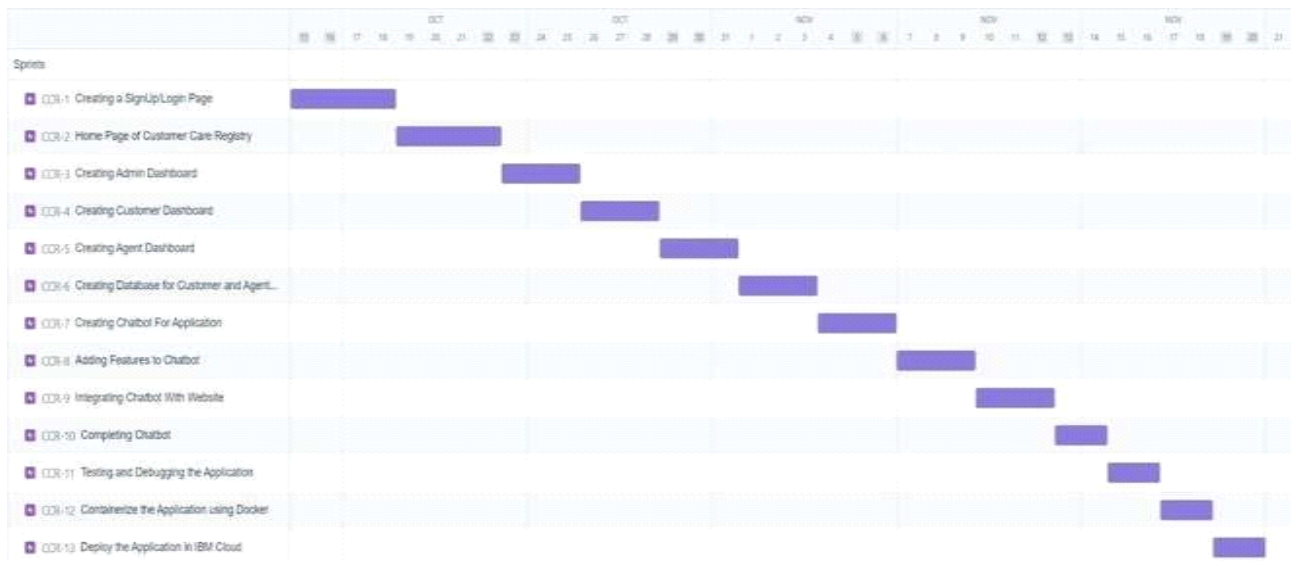 OCT OCT NOV NOV NOV
15 16 17 18 19 20 21 22 23 24 25 26 27 28 29 30 31 1 2 3 4 5 6 7 8 9 10 11 12 13 14 15 16 17 18 19 20 21
Sprints
CCR-1 Creating a SignUp/Login Page
CCR-2 Home Page of Customer Care Registry
CCR-3 Creating Admin Dashboard
CCR-4 Creating Customer Dashboard
CCR-5 Creating Agent Dashboard
CCR-6 Creating Database for Customer and Agent...
CCR-7 Creating Chatbot For Application
CCR-8 Adding Features to Chatbot
CCR-9 Integrating Chatbot With Website
CCR-10 Completing Chatbot
CCR-11 Testing and Debugging the Application
CCR-12 Containerize the Application using Docker
CCR-13 Deploy the Application in IBM Cloud